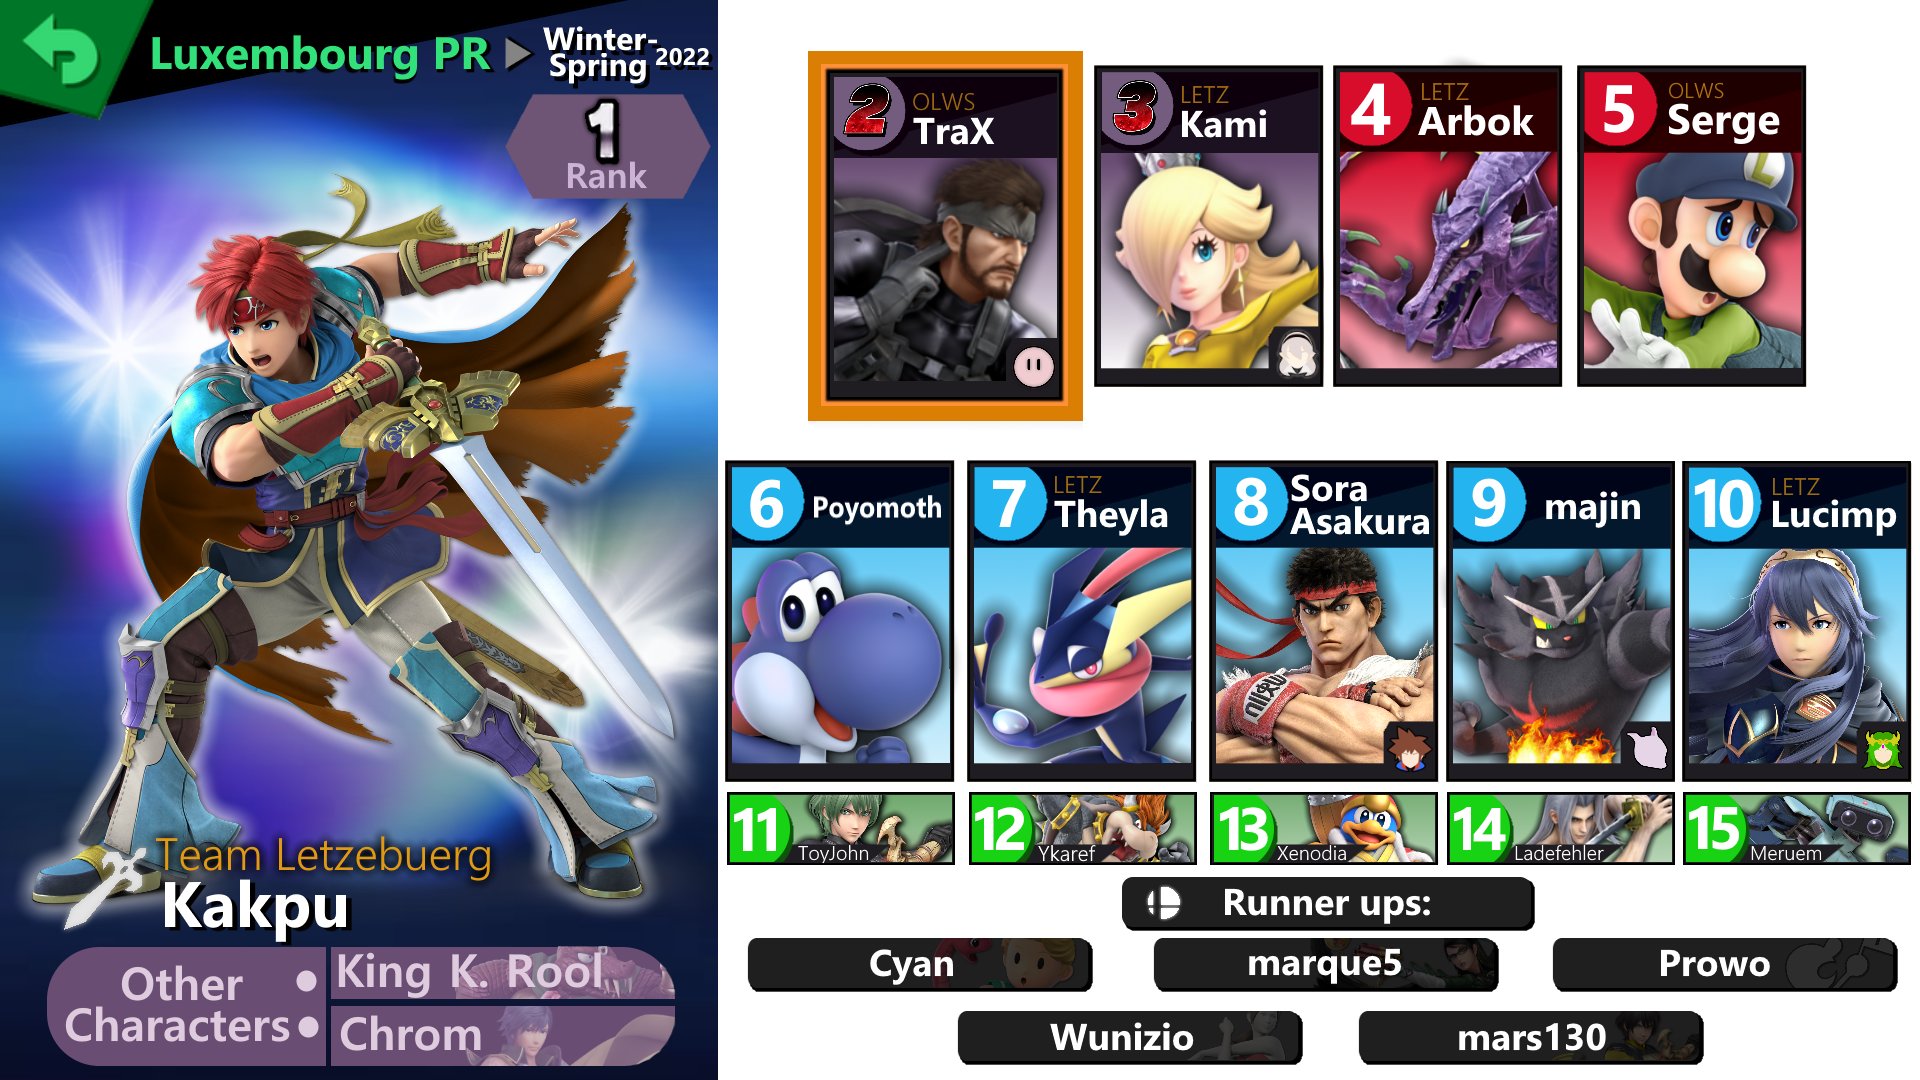 Luxembourg PR
Winter-
Spring 2022
1
Rank
Team Letzebuerg
Kakpu
Other
Characters
King K. Rool
Chrom
2
OLWS
TraX
3
LETZ
Kami
4
LETZ
Arbok
5
OLWS
Serge
L
6
Poyomoth
7
LETZ
Theyla
8
Sora
Asakura
9
majin
10
LETZ
Lucimp
11
ToyJohn
12
Ykaref
13
Xenodia
14
Ladefehler
15
Meruem
Runner ups:
Cyan
marque5
Prowo
Wunizio
mars130